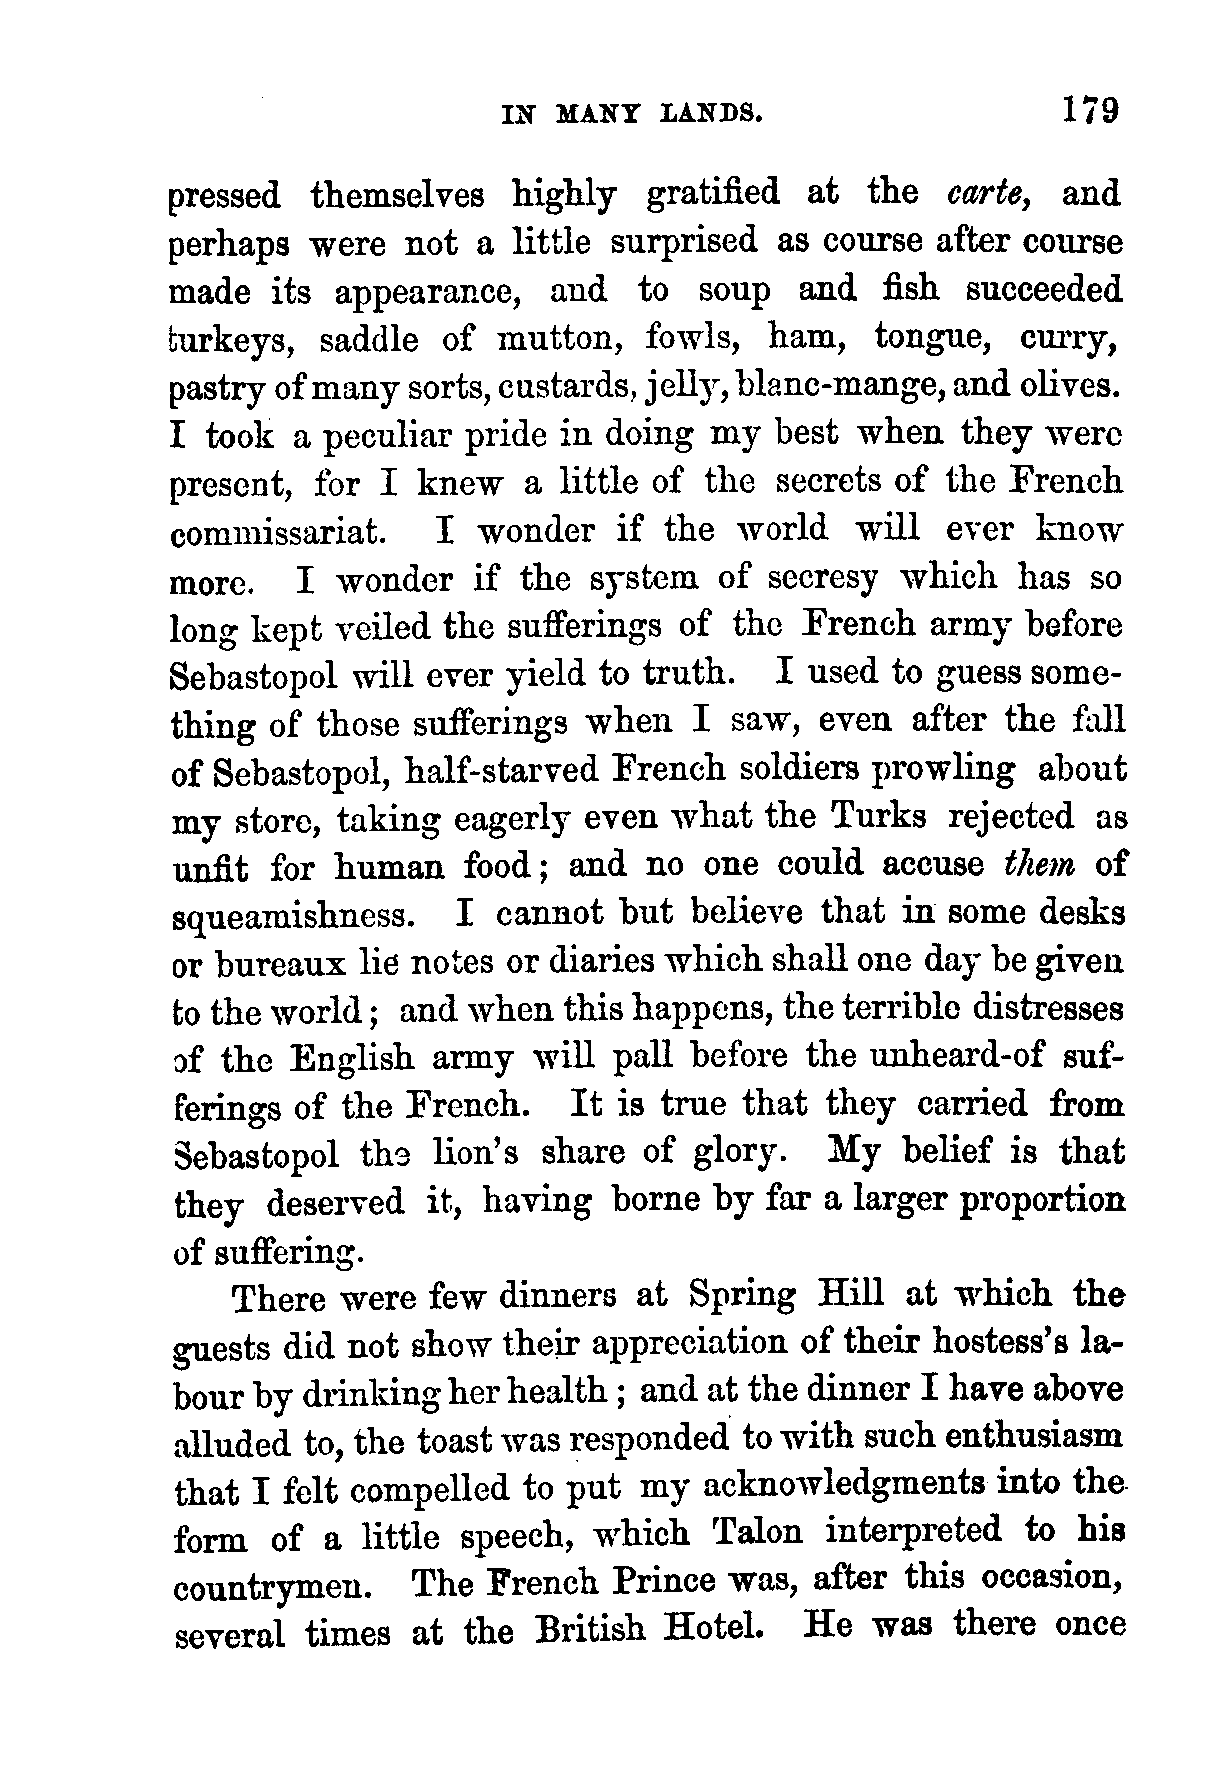 IN MANY LANDS. 179
pressed themselves highly gratified at the carte, and
perhaps were not a little surprised as course after course
made its appearance, and to soup and fish succeeded
turkeys, saddle of mutton, fowls, ham, tongue, curry,
pastry of many sorts, custards, jelly, blanc-mange, and olives.
I took a peculiar pride in doing my best when they were
present, for I knew a little of the secrets of the French
commissariat. I wonder if the world will ever know
more. I wonder if the system of secresy which has so
long kept veiled the sufferings of the French army before
Sebastopol will ever yield to truth. I used to guess some-
thing of those sufferings when I saw, even after the fall
of Sebastopol, half-starved French soldiers prowling about
my store, taking eagerly even what the Turks rejected as
unfit for human food; and no one could accuse them of
squeamishness. I cannot but believe that in some desks
or bureaux lie notes or diaries which shall one day be given
to the world; and when this happens, the terrible distresses
of the English army will pall before the unheard-of suf-
ferings of the French. It is true that they carried from
Sebastopol the lion's share of glory. My belief is that
they deserved it, having borne by far a larger proportion
of suffering.
There were few dinners at Spring Hill at which the
guests did not show their appreciation of their hostess's la-
bour by drinking her health; and at the dinner I have above
alluded to, the toast was responded to with such enthusiasm
that I felt compelled to put my acknowledgments into the
form of a little speech, which Talon interpreted to his
countrymen. The French Prince was, after this occasion,
several times at the British Hotel. He was there once